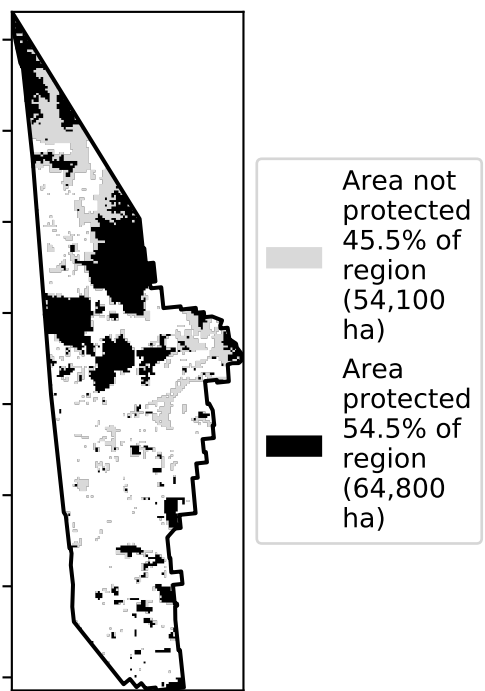 Area not
protected
45.5% of
region
(54,100
ha)
Area
protected
54.5% of
region
(64,800
ha)